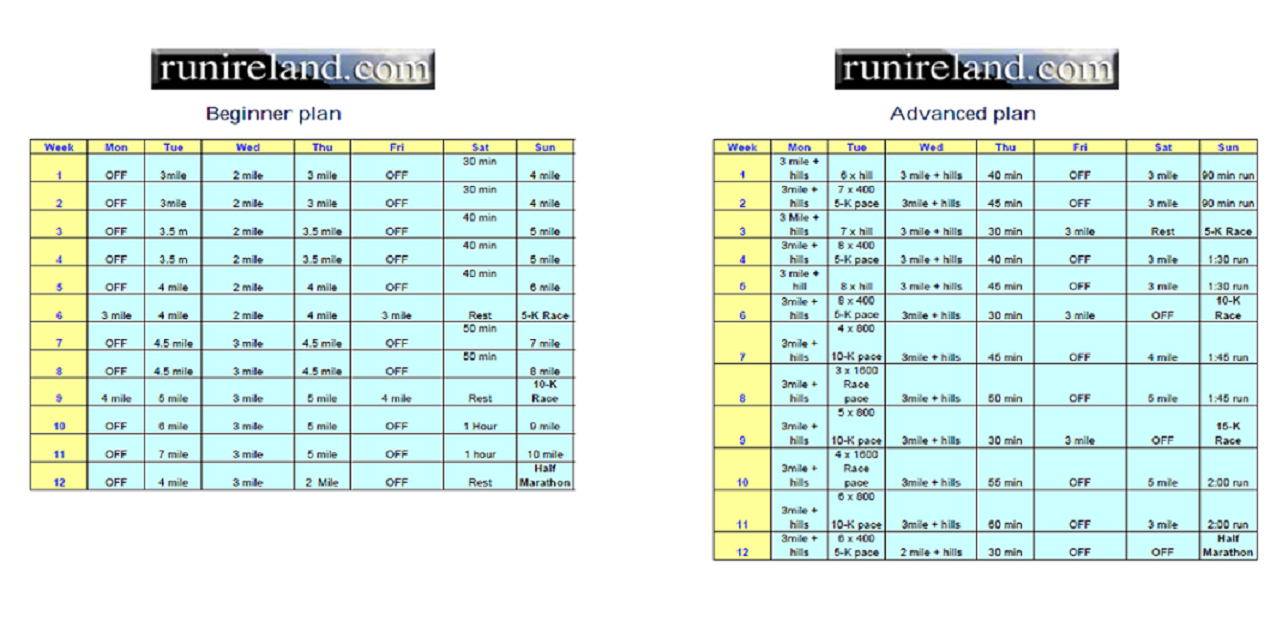 runireland.com
Beginner plan
Week Mon Tue Wed Thu Fri Sat Sun
30 min
1 OFF 3mile 2 mile 3 mile OFF 4 mile
30 min
2 OFF 3mile 2 mile 3 mile OFF 4 mile
40 min
3 OFF 3.5 m 2 mile 3.5 mile OFF 5 mile
40 min
4 OFF 3.5 m 2 mile 3.5 mile OFF 5 mile
40 min
5 OFF 4 mile 2 mile 4 mile OFF 6 mile
6 3 mile 4 mile 2 mile 4 mile 3 mile Rest 5-K Race
50 min
7 OFF 4.5 mile 3 mile 4.5 mile OFF 7 mile
50 min
8 OFF 4.5 mile 3 mile 4.5 mile OFF 8 mile
10-K
9 4 mile 5 mile 3 mile 5 mile 4 mile Rest Race
10 OFF 6 mile 3 mile 5 mile OFF 1 Hour 9 mile
11 OFF 7 mile 3 mile 5 mile OFF 1 hour 10 mile
Half
12 OFF 4 mile 3 mile 2 Mile OFF Rest Marathon
runireland.com
Advanced plan
Week Mon Tue Wed Thu Fri Sat Sun
3 mile +
1 hills 6 x hill 3 mile + hills 40 min OFF 3 mile 90 min run
3mile + 7 x 400
2 hills 5-K pace 3mile + hills 45 min OFF 3 mile 90 min run
3 Mile +
3 hills 7 x hill 3 mile + hills 30 min 3 mile Rest 5-K Race
3mile + 8 x 400
4 hills 5-K pace 3 mile + hills 40 min OFF 3 mile 1:30 run
3 mile +
5 hill 8 x hill 3 mile + hills 45 min OFF 3 mile 1:30 run
3mile + 8 x 400 10-K
6 hills 5-K pace 3mile + hills 30 min 3 mile OFF Race
4 x 800
3mile +
7 hills 10-K pace 3mile + hills 45 min OFF 4 mile 1:45 run
3 x 1600
3mile + Race
8 hills pace 3mile + hills 50 min OFF 5 mile 1:45 run
5 x 800
3mile + 15-K
9 hills 10-K pace 3mile + hills 30 min 3 mile OFF Race
4 x 1600
3mile + Race
10 hills pace 3mile + hills 55 min OFF 5 mile 2:00 run
6 x 800
3mile +
11 hills 10-K pace 3mile + hills 60 min OFF 3 mile 2:00 run
3mile + 6 x 400 Half
12 hills 5-K pace 2 mile + hills 30 min OFF OFF Marathon